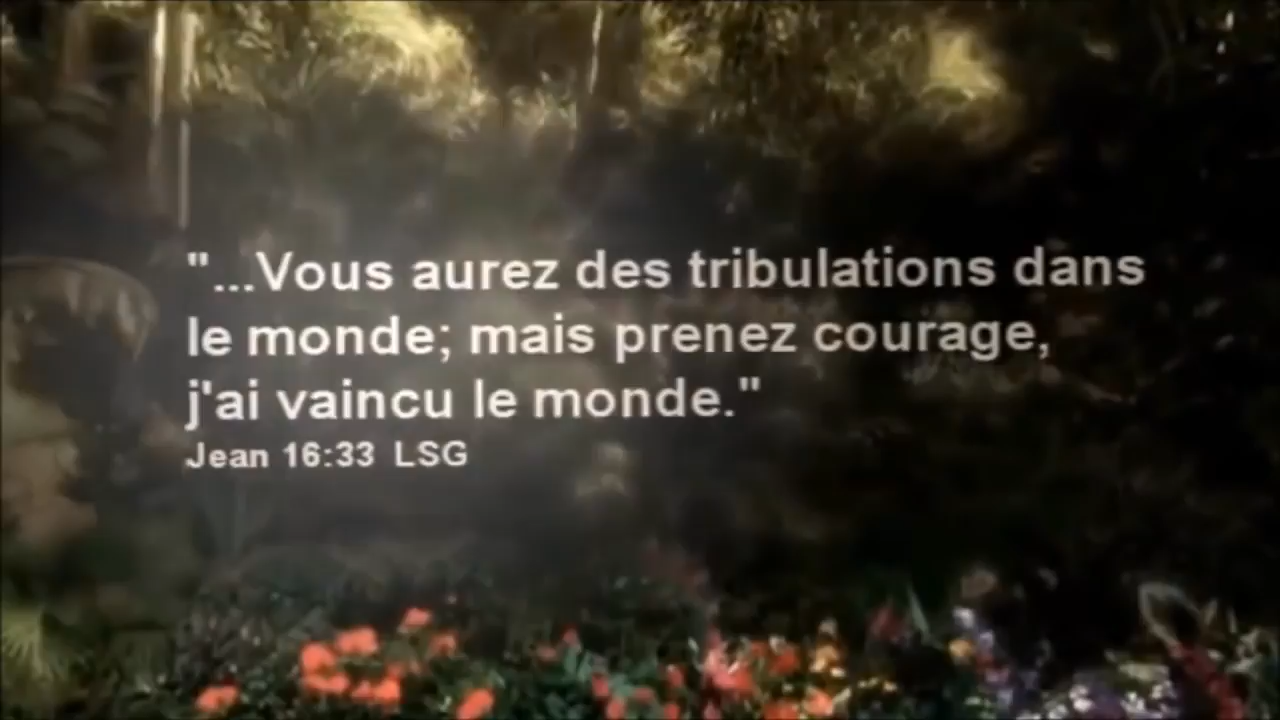 "...Vous aurez des tribulations dans
le monde; mais prenez courage,
j'ai vaincu le monde."
Jean 16:33 LSG